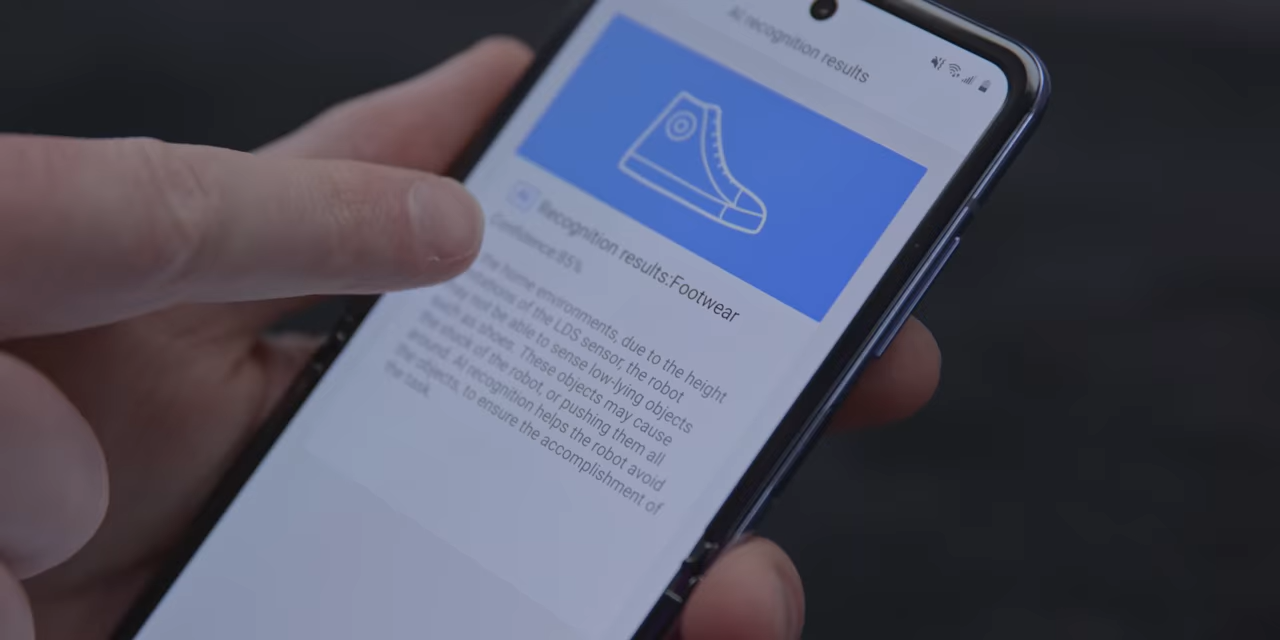 AI recognition results
AI
Recognition results:Footwear
Confidence:85%
the home environments, due to the height
of the LDS sensor, the robot
may not be able to sense low-lying objects
such as shoes. These objects may cause
the shuck of the robot, or pushing them all
around. AI recognition helps the robot avoid
the objects, to ensure the accomplishment of
the task.